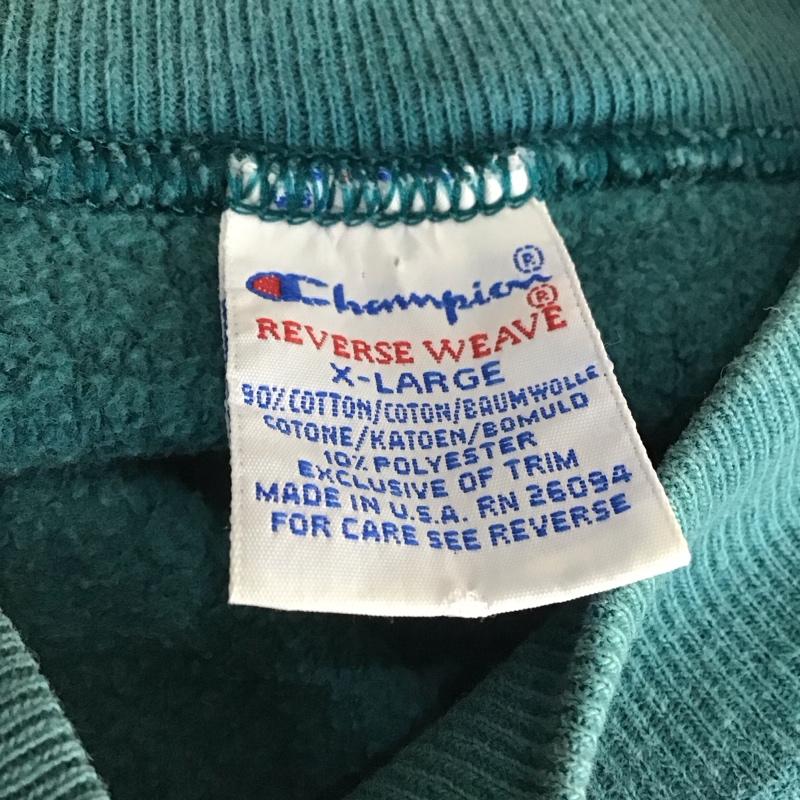 Champion®
REVERSE WEAVE®
X-LARGE
90% COTTON/COTON/BAUMWOLLE
COTONE/KATOEN/BOMULD
10% POLYESTER
EXCLUSIVE OF TRIM
MADE IN U.S.A. RN 26094
FOR CARE SEE REVERSE